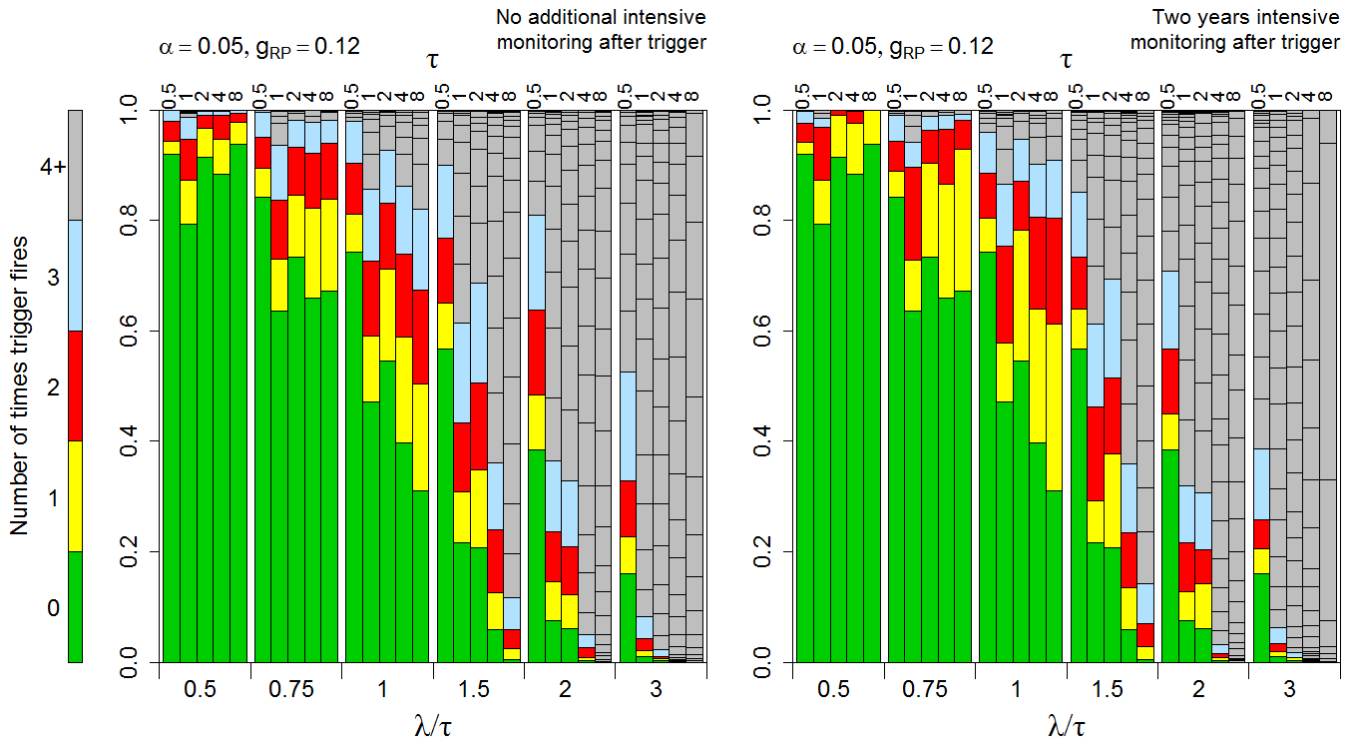 No additional intensive
monitoring after trigger
α = 0.05, gRP = 0.12
τ
0.5 1 2 4 8 0.5 1 2 4 8 0.5 1 2 4 8 0.5 1 2 4 8 0.5 1 2 4 8 0.5 1 2 4 8
Number of times trigger fires
4+
3
2
1
0
1.0
0.8
0.6
0.4
0.2
0.0
0.5 0.75 1 1.5 2 3
λ/τ
Two years intensive
monitoring after trigger
α = 0.05, gRP = 0.12
τ
0.5 1 2 4 8 0.5 1 2 4 8 0.5 1 2 4 8 0.5 1 2 4 8 0.5 1 2 4 8 0.5 1 2 4 8
1.0
0.8
0.6
0.4
0.2
0.0
0.5 0.75 1 1.5 2 3
λ/τ